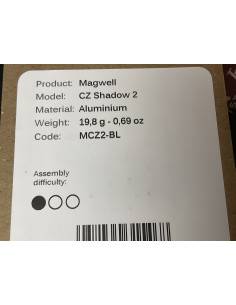 Product: Magwell
Model: CZ Shadow 2
Material: Aluminium
Weight: 19,8 g - 0,69 oz
Code: MCZ2-BL
Assembly
difficulty: